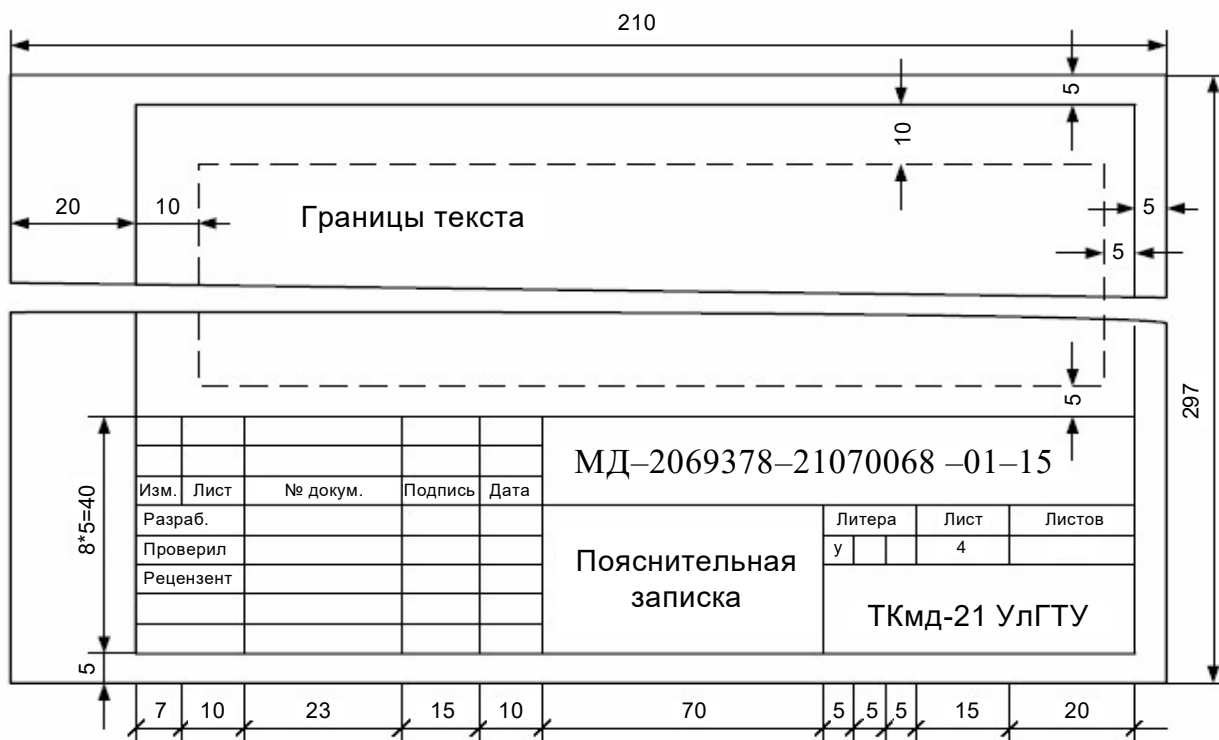 210
5
10
20
10
Границы текста
5
5
5
297
МД–2069378–21070068 –01–15
8*5=40
Изм. Лист № докум. Подпись Дата
Разраб.
Литера Лист Листов
Проверил
у 4
Пояснительная
записка
Рецензент
ТКмд-21 УлГТУ
5
7 10 23 15 10 70 5 5 5 15 20